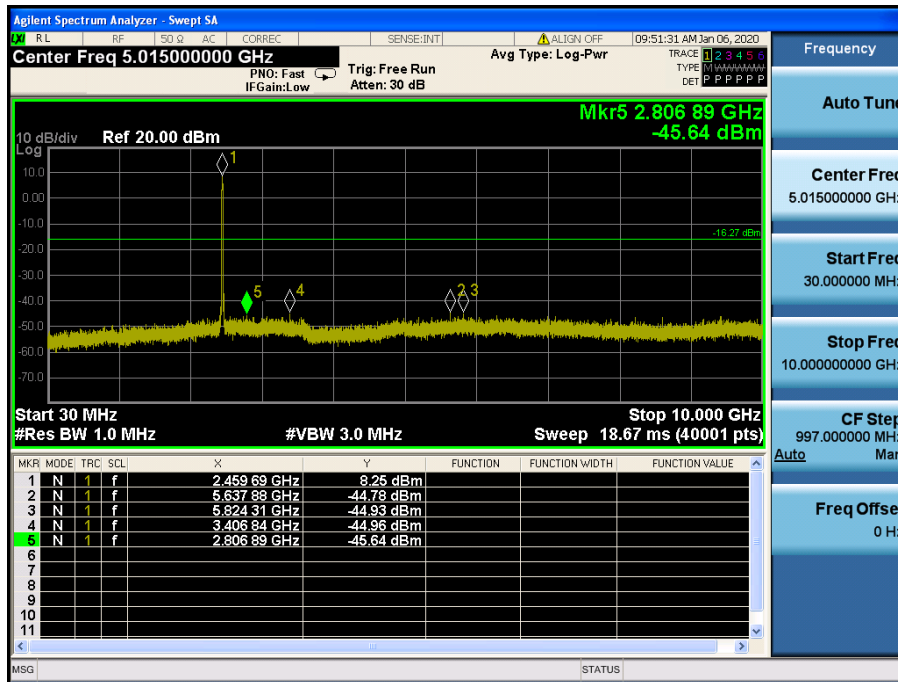 Agilent Spectrum Analyzer - Swept SA
LXI RL RF 50 Ω AC CORREC SENSE:INT ALIGN OFF 09:51:31 AM Jan 06, 2020
Center Freq 5.015000000 GHz
PNO: Fast
IFGain:Low
Trig: Free Run
Atten: 30 dB
Avg Type: Log-Pwr
TRACE 1 2 3 4 5 6
TYPE M WWWWW
DET P P P P P P
Mkr5 2.806 89 GHz
-45.64 dBm
10 dB/div Ref 20.00 dBm
Log
10.0
0.00
-10.0
-20.0
-30.0
-40.0
-50.0
-60.0
-70.0
-16.27 dBm
1
5
4
2
3
Start 30 MHz
Stop 10.000 GHz
#Res BW 1.0 MHz
#VBW 3.0 MHz
Sweep 18.67 ms (40001 pts)
MKR MODE TRC SCL X Y FUNCTION FUNCTION WIDTH FUNCTION VALUE
1 N 1 f 2.459 69 GHz 8.25 dBm
2 N 1 f 5.637 88 GHz -44.78 dBm
3 N 1 f 5.824 31 GHz -44.93 dBm
4 N 1 f 3.406 84 GHz -44.96 dBm
5 N 1 f 2.806 89 GHz -45.64 dBm
6
7
8
9
10
11
MSG
STATUS
Frequency
Auto Tune
Center Freq
5.015000000 GHz
Start Freq
30.000000 MHz
Stop Freq
10.000000000 GHz
CF Step
997.000000 MHz
Auto Man
Freq Offset
0 Hz